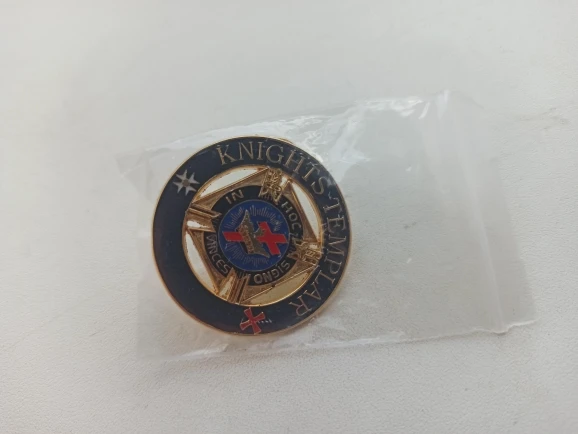 KNIGHTS TEMPLAR
IN HOC SIGNO VINCES